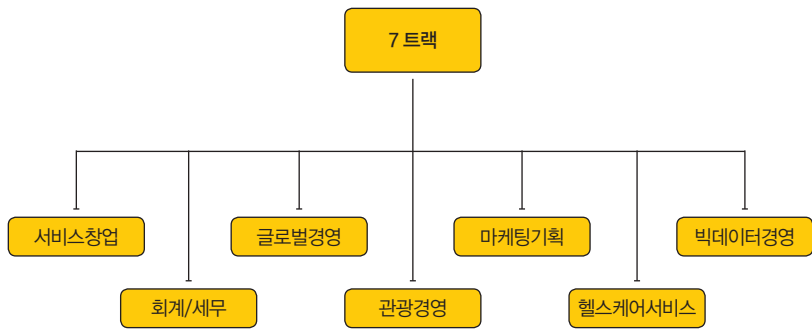 7 트랙
서비스창업
글로벌경영
마케팅기획
빅데이터경영
회계/세무
관광경영
헬스케어서비스